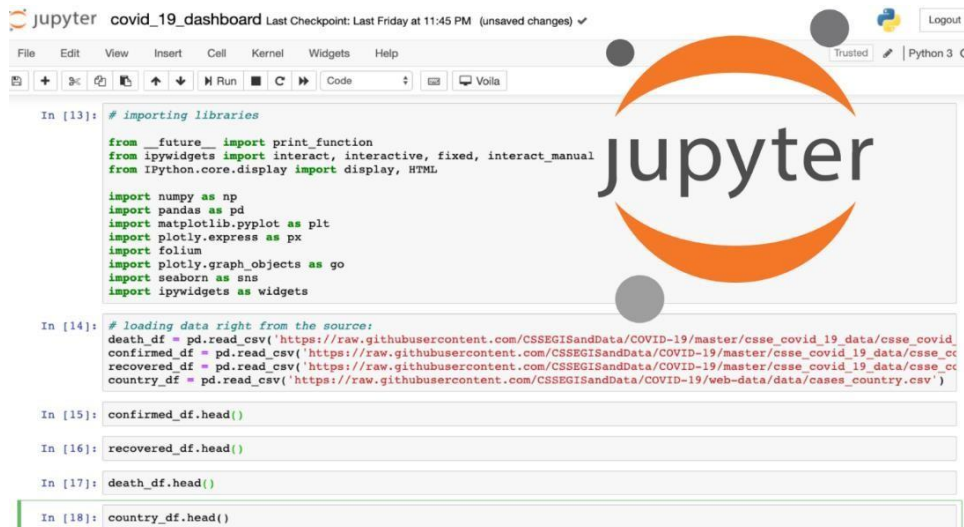 jupyter covid_19_dashboard Last Checkpoint: Last Friday at 11:45 PM (unsaved changes)
Logout
File Edit View Insert Cell Kernel Widgets Help
Trusted Python 3
Run Code Voila
In [13]: # importing libraries
from __future__ import print_function
from ipywidgets import interact, interactive, fixed, interact_manual
from IPython.core.display import display, HTML
import numpy as np
import pandas as pd
import matplotlib.pyplot as plt
import plotly.express as px
import folium
import plotly.graph_objects as go
import seaborn as sns
import ipywidgets as widgets
jupyter
In [14]: # loading data right from the source:
death_df = pd.read_csv('https://raw.githubusercontent.com/CSSEGISandData/COVID-19/master/csse_covid_19_data/csse_covid_
confirmed_df = pd.read_csv('https://raw.githubusercontent.com/CSSEGISandData/COVID-19/master/csse_covid_19_data/csse_co
recovered_df = pd.read_csv('https://raw.githubusercontent.com/CSSEGISandData/COVID-19/master/csse_covid_19_data/csse_co
country_df = pd.read_csv('https://raw.githubusercontent.com/CSSEGISandData/COVID-19/web-data/data/cases_country.csv')
In [15]: confirmed_df.head()
In [16]: recovered_df.head()
In [17]: death_df.head()
In [18]: country_df.head()